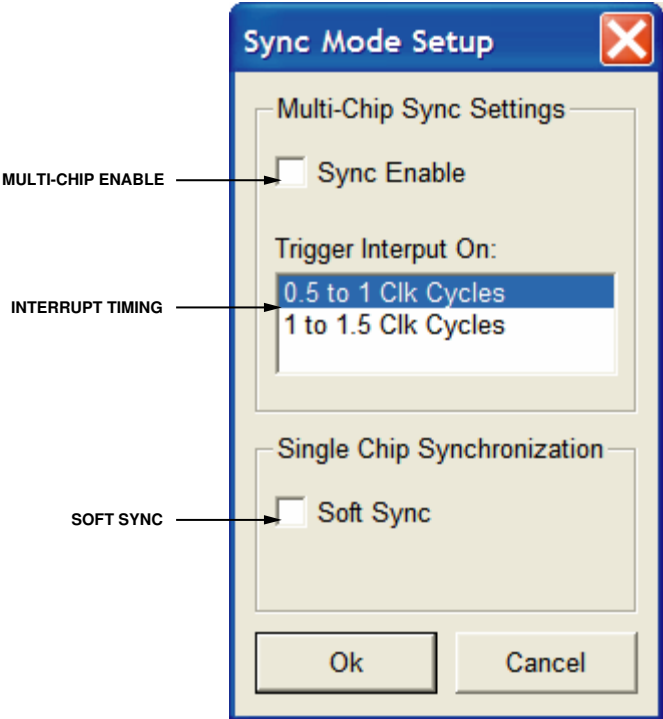 Sync Mode Setup
Multi-Chip Sync Settings
MULTI-CHIP ENABLE
Sync Enable
Trigger Interput On:
INTERRUPT TIMING
0.5 to 1 Clk Cycles
1 to 1.5 Clk Cycles
Single Chip Synchronization
SOFT SYNC
Soft Sync
Ok
Cancel